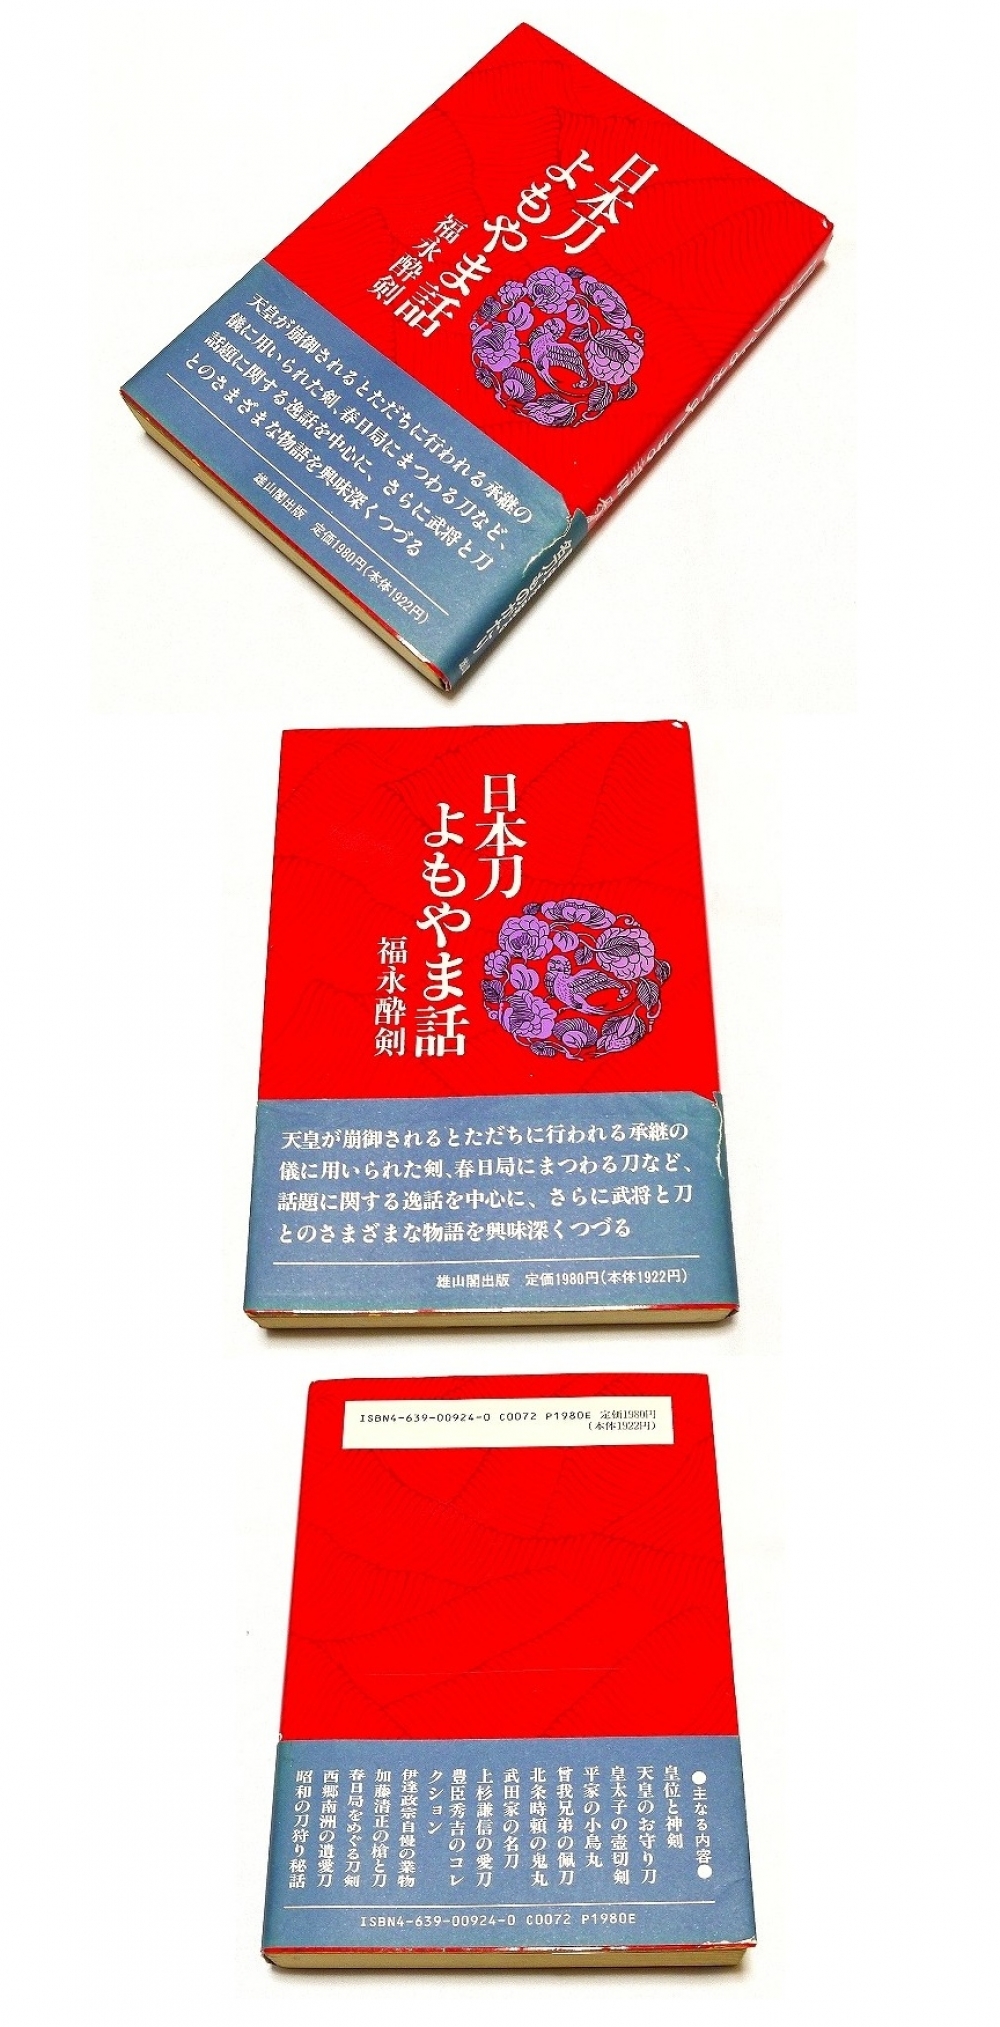 日本刀
よもやま話
福永酔剣
天皇が崩御されるとただちに行われる承継の
儀に用いられた剣、春日局にまつわる刀など、
話題に関する逸話を中心に、さらに武将と刀
とのさまざまな物語を興味深くつづる
雄山閣出版 定価1980円(本体1922円)
日本刀
よもやま話
福永酔剣
天皇が崩御されるとただちに行われる承継の
儀に用いられた剣、春日局にまつわる刀など、
話題に関する逸話を中心に、さらに武将と刀
とのさまざまな物語を興味深くつづる
雄山閣出版 定価1980円(本体1922円)
ISBN4-639-00924-0 C0072 P1980E 定価1980円
(本体1922円)
●主なる内容●
皇位と神剣
天皇のお守り刀
皇太子の壺切剣
平家の小烏丸
曾我兄弟の佩刀
北条時頼の鬼丸
武田家の名刀
上杉謙信の愛刀
豊臣秀吉のコレ
クション
伊達政宗自慢の業物
加藤清正の槍と刀
春日局をめぐる刀剣
西郷南洲の遺愛刀
昭和の刀狩り秘話
ISBN4-639-00924-0 C0072 P1980E